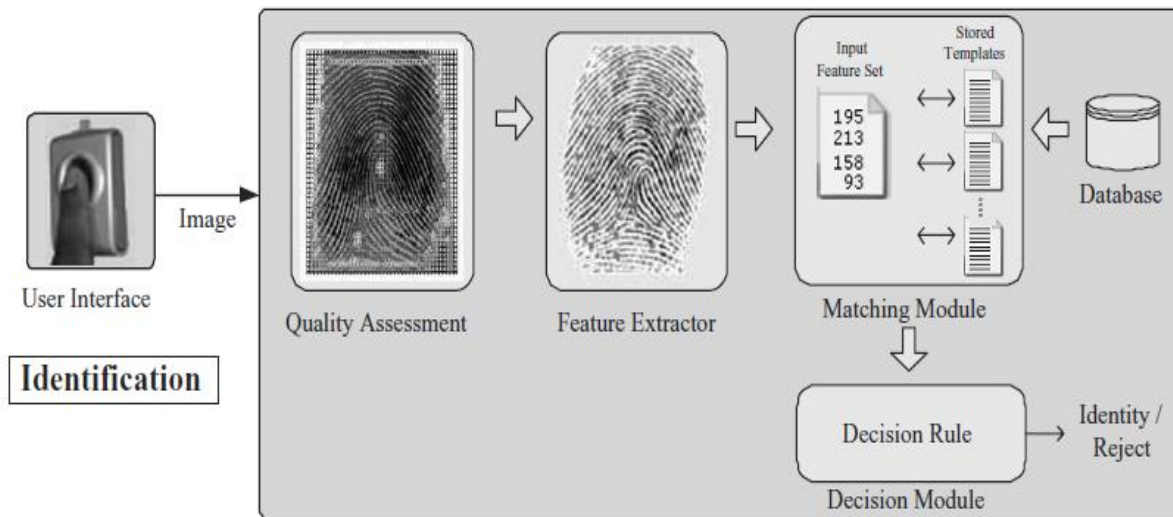 Input
Feature Set
Stored
Templates
195
213
158
93
Image
Database
User Interface
Quality Assessment
Feature Extractor
Matching Module
Identification
Decision Rule
Identity /
Reject
Decision Module